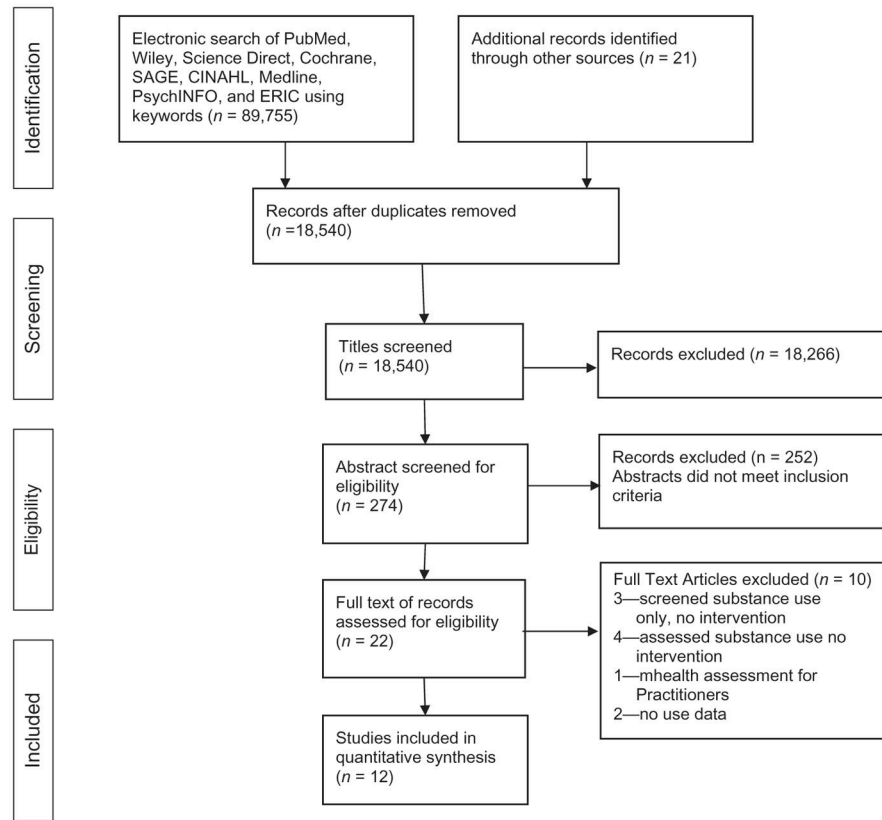 Identification
Electronic search of PubMed,
Wiley, Science Direct, Cochrane,
SAGE, CINAHL, Medline,
PsychINFO, and ERIC using
keywords (n = 89,755)
Additional records identified
through other sources (n = 21)
Records after duplicates removed
(n =18,540)
Screening
Titles screened
(n = 18,540)
Records excluded (n = 18,266)
Eligibility
Abstract screened for
eligibility
(n = 274)
Records excluded (n = 252)
Abstracts did not meet inclusion
criteria
Full text of records
assessed for eligibility
(n = 22)
Full Text Articles excluded (n = 10)
3—screened substance use
only, no intervention
4—assessed substance use no
intervention
1—mhealth assessment for
Practitioners
2—no use data
Included
Studies included in
quantitative synthesis
(n = 12)